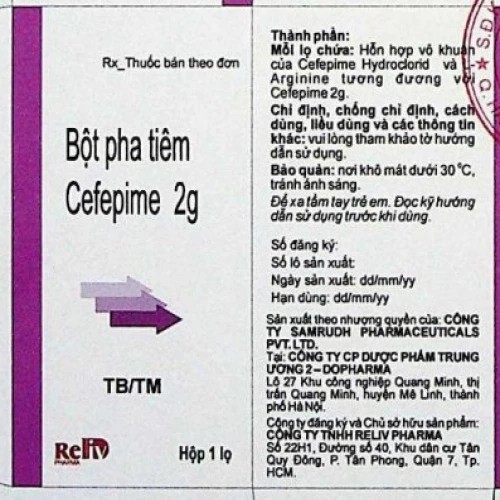 Rx_Thuốc bán theo đơn
Bột pha tiêm
Cefepime 2g
TB/TM
Reliv
PHARMA
Hộp 1 lọ
Thành phần:
Mỗi lọ chứa: Hỗn hợp vô khuẩn
của Cefepime Hydroclorid và L-
Arginine tương đương với
Cefepime 2g.
Chỉ định, chống chỉ định, cách
dùng, liều dùng và các thông tin
khác: vui lòng tham khảo tờ hướng
dẫn sử dụng.
Bảo quản: nơi khô mát dưới 30°C,
tránh ánh sáng.
Để xa tầm tay trẻ em. Đọc kỹ hướng
dẫn sử dụng trước khi dùng.
Số đăng ký:
Số lô sản xuất:
Ngày sản xuất: dd/mm/yy
Hạn dùng: dd/mm/yy
Sản xuất theo nhượng quyền của: CÔNG
TY SAMRUDH PHARMACEUTICALS
PVT. LTD.
Tại: CÔNG TY CP DƯỢC PHẨM TRUNG
ƯƠNG 2 – DOPHARMA
Lô 27 Khu công nghiệp Quang Minh, thị
trấn Quang Minh, huyện Mê Linh, thành
phố Hà Nội.
Công ty đăng ký và Chủ sở hữu sản phẩm:
CÔNG TY TNHH RELIV PHARMA
Số 22H1, Đường số 40, Khu dân cư Tân
Quy Đông, P. Tân Phong, Quận 7, Tp.
HCM.